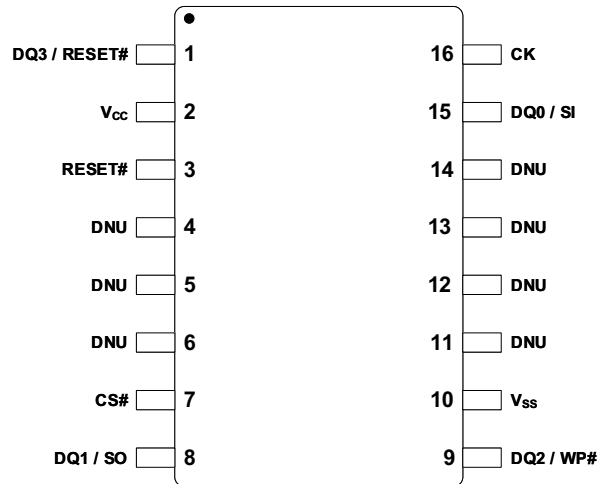 DQ3 / RESET# 1 16 CK
VCC 2 15 DQ0 / SI
RESET# 3 14 DNU
DNU 4 13 DNU
DNU 5 12 DNU
DNU 6 11 DNU
CS# 7 10 VSS
DQ1 / SO 8 9 DQ2 / WP#